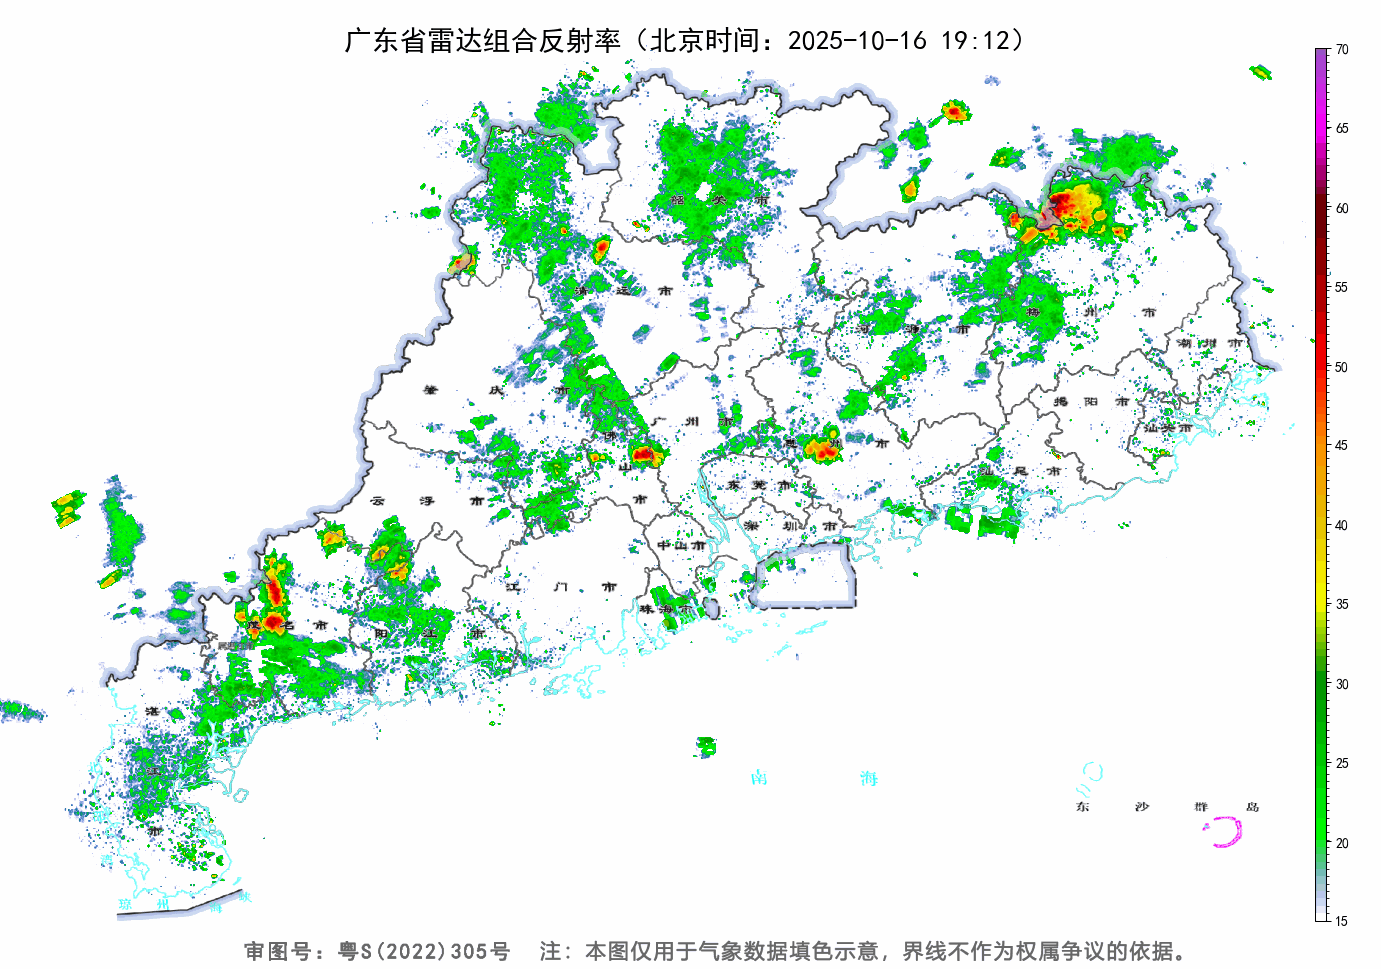 广东省雷达组合反射率（北京时间：2025-10-16 19:12）
70
65
60
55
50
45
40
35
30
25
20
15
韶 关 市
清 远 市
河 源 市
梅 州 市
潮 州 市
肇 庆 市
广 州 市
惠 州 市
揭 阳 市
汕头市
佛 山 市
东 莞 市
汕 尾 市
云 浮 市
深 圳 市
中山市
江 门 市
珠海市
茂 名 市
阳 江 市
湛 江 市
南 海
东 沙 群 岛
琼 州 海 峡
审图号：粤S(2022)305号 注：本图仅用于气象数据填色示意，界线不作为权属争议的依据。